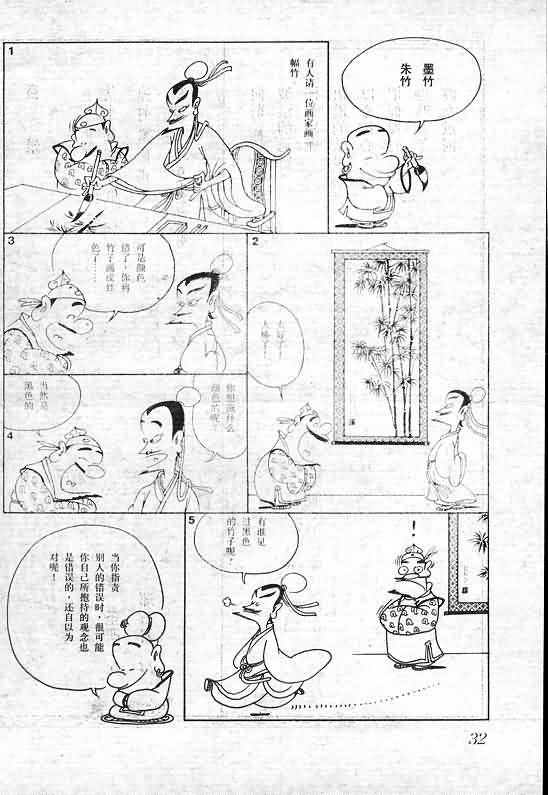 墨竹
朱竹
1
有人请一位画家画一
幅竹
2
太好了！
太棒了！
3
可是颜色
错了，你将
竹子画成红
色了……
4
你想画什么
颜色的呢？
当然是
黑色的
5
有谁见
过黑色
的竹子呢？
！
当你指责
别人的错误时，很可能
你自己所抱持的观念也
是错误的，还自以为
对呢！
32